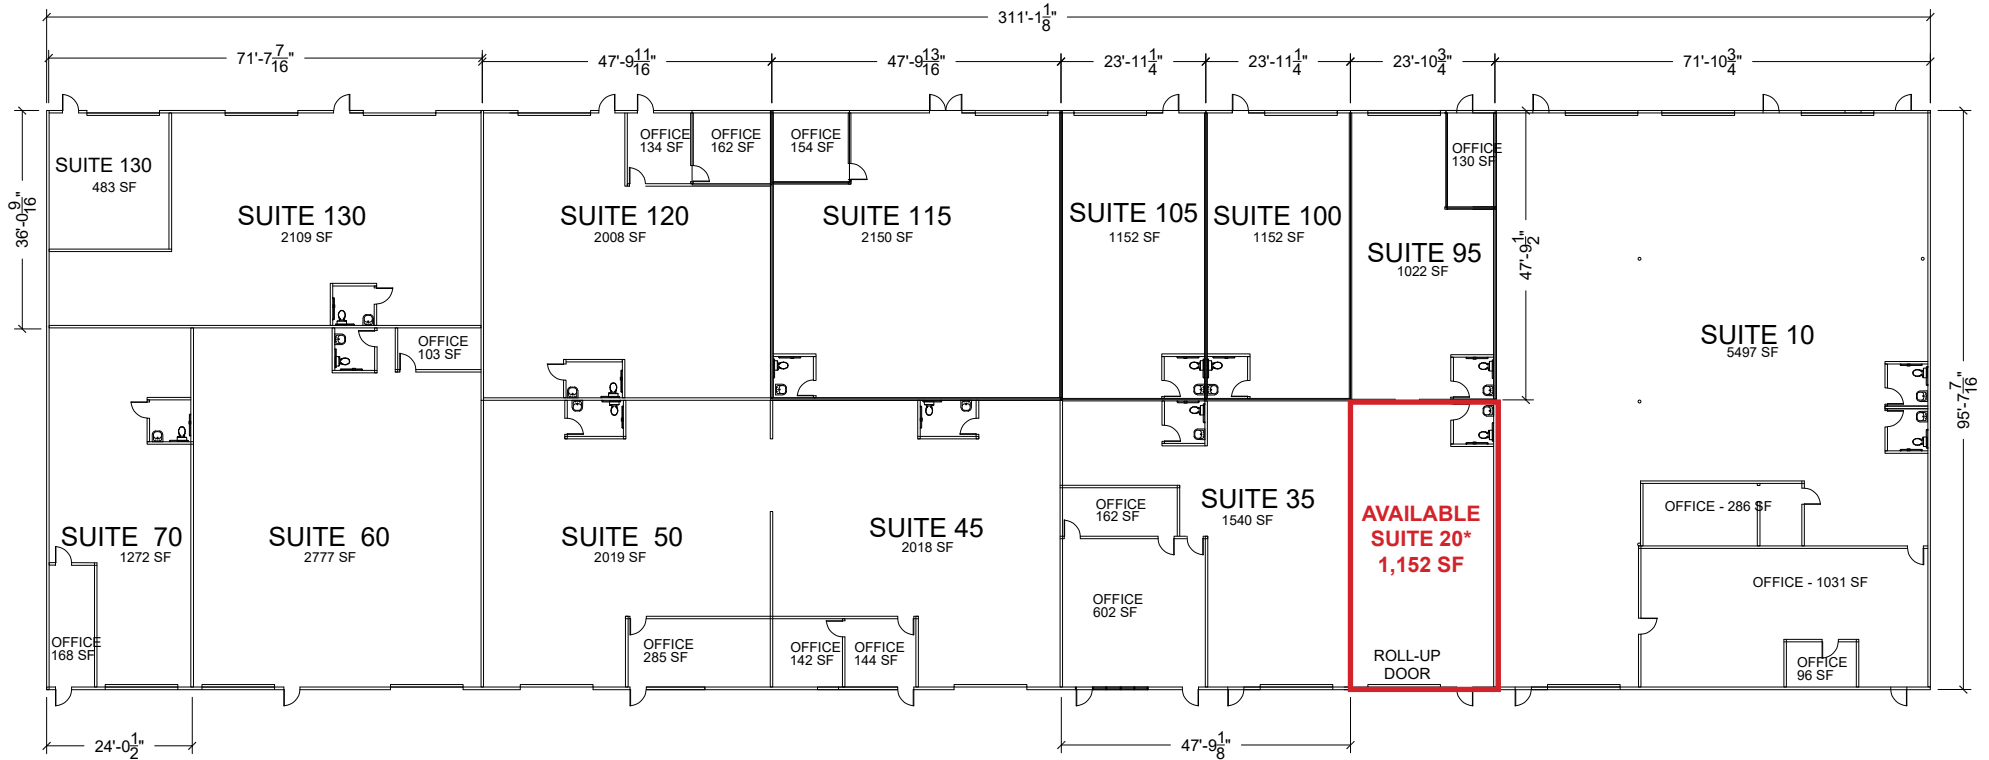 311'-1 1/8"
71'-7 7/16"
47'-9 11/16"
47'-9 13/16"
23'-11 1/4"
23'-11 1/4"
23'-10 3/4"
71'-10 3/4"
36'-0 9/16"
SUITE 130
483 SF
SUITE 130
2109 SF
OFFICE
134 SF
OFFICE
162 SF
SUITE 120
2008 SF
OFFICE
154 SF
SUITE 115
2150 SF
SUITE 105
1152 SF
SUITE 100
1152 SF
OFFICE
130 SF
SUITE 95
1022 SF
47'-9 1/2"
SUITE 10
5497 SF
95'-7 7/16"
OFFICE
103 SF
SUITE 70
1272 SF
OFFICE
168 SF
SUITE 60
2777 SF
SUITE 50
2019 SF
OFFICE
285 SF
SUITE 45
2018 SF
OFFICE
142 SF
OFFICE
144 SF
OFFICE
162 SF
SUITE 35
1540 SF
OFFICE
602 SF
AVAILABLE
SUITE 20*
1,152 SF
ROLL-UP
DOOR
OFFICE - 286 SF
OFFICE - 1031 SF
OFFICE
96 SF
24'-0 1/2"
47'-9 1/8"